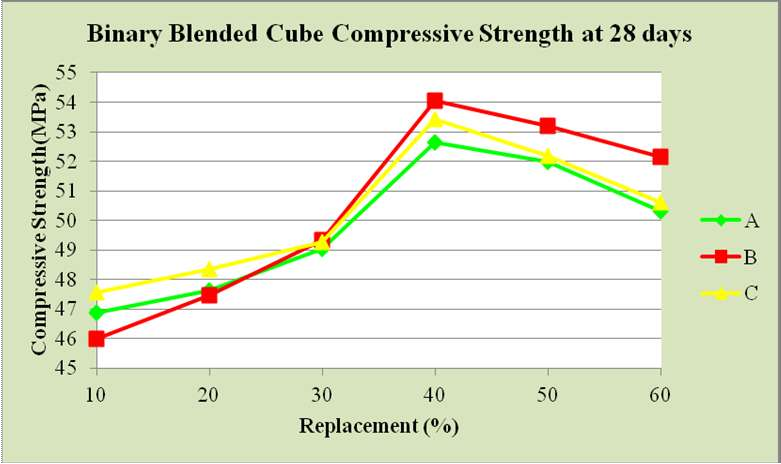 Binary Blended Cube Compressive Strength at 28 days
Compressive Strength(MPa)
55
54
53
52
51
50
49
48
47
46
45
10 20 30 40 50 60
Replacement (%)
A
B
C